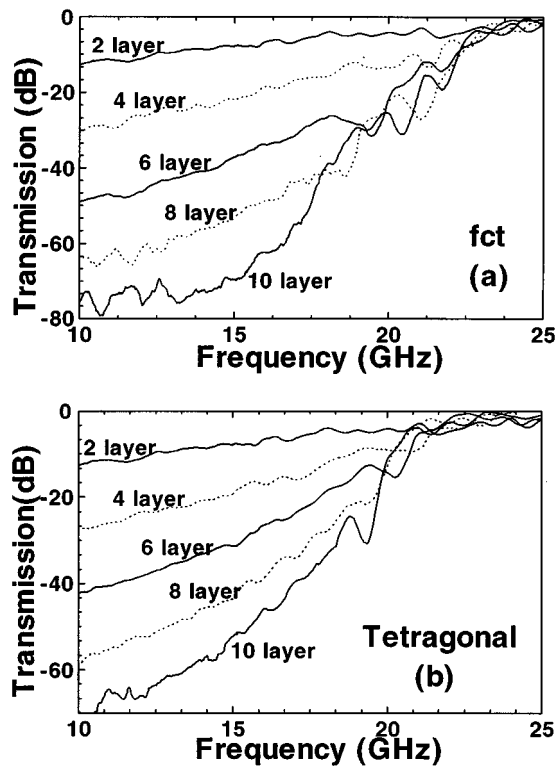 0
-20
-40
-60
-80
Transmission (dB)
2 layer
4 layer
6 layer
8 layer
10 layer
fct
(a)
10 15 20 25
Frequency (GHz)
0
-20
-40
-60
Transmission(dB)
2 layer
4 layer
6 layer
8 layer
10 layer
Tetragonal
(b)
10 15 20 25
Frequency (GHz)